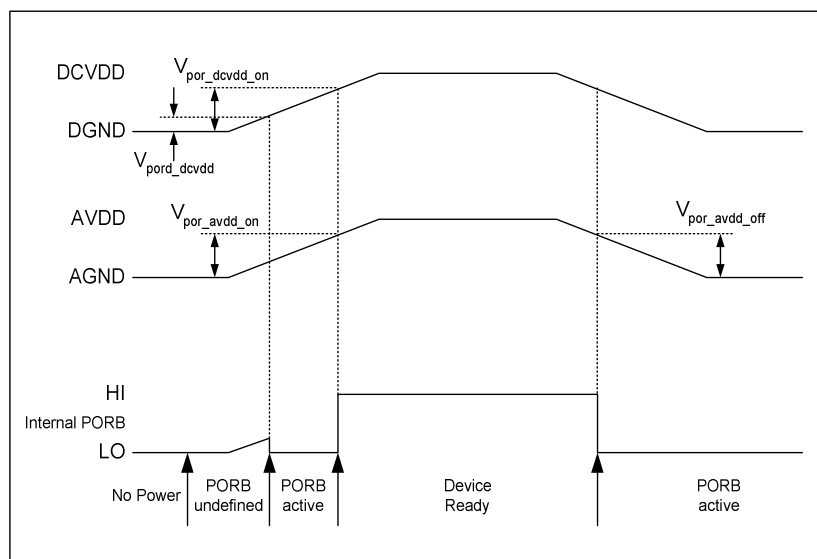 DCVDD
Vpor_dcvdd_on
DGND
Vpord_dcvdd
AVDD
Vpor_avdd_on
Vpor_avdd_off
AGND
HI
Internal PORB
LO
No Power
PORB
undefined
PORB
active
Device
Ready
PORB
active